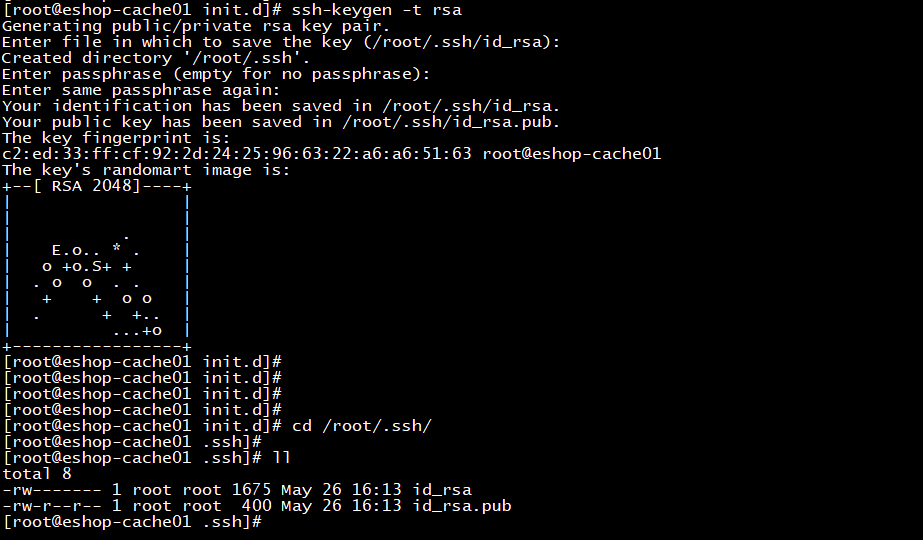 [root@eshop-cache01 init.d]# ssh-keygen -t rsa
Generating public/private rsa key pair.
Enter file in which to save the key (/root/.ssh/id_rsa):
Created directory '/root/.ssh'.
Enter passphrase (empty for no passphrase):
Enter same passphrase again:
Your identification has been saved in /root/.ssh/id_rsa.
Your public key has been saved in /root/.ssh/id_rsa.pub.
The key fingerprint is:
c2:ed:33:ff:cf:92:2d:24:25:96:63:22:a6:a6:51:63 root@eshop-cache01
The key's randomart image is:
+--[ RSA 2048]----+
|                 |
|                 |
|            .    |
|    E.o.. * .    |
|   o +o.S+ +     |
|  . o  o  . .    |
|   +    +  o o   |
|  .      +  +..  |
|          ...+o  |
+-----------------+
[root@eshop-cache01 init.d]#
[root@eshop-cache01 init.d]#
[root@eshop-cache01 init.d]#
[root@eshop-cache01 init.d]#
[root@eshop-cache01 init.d]# cd /root/.ssh/
[root@eshop-cache01 .ssh]#
[root@eshop-cache01 .ssh]# ll
total 8
-rw------- 1 root root 1675 May 26 16:13 id_rsa
-rw-r--r-- 1 root root  400 May 26 16:13 id_rsa.pub
[root@eshop-cache01 .ssh]#